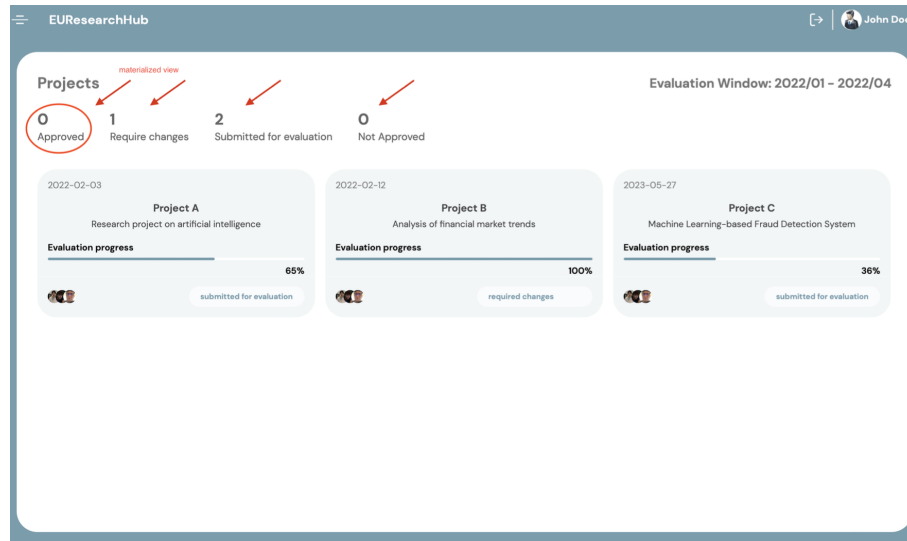 EUResearchHub
John Doe
materialized view
Projects
Evaluation Window: 2022/01 - 2022/04
0 1 2 0
Approved Require changes Submitted for evaluation Not Approved
2022-02-03
Project A
Research project on artificial intelligence
Evaluation progress
65%
submitted for evaluation
2022-02-12
Project B
Analysis of financial market trends
Evaluation progress
100%
required changes
2023-05-27
Project C
Machine Learning-based Fraud Detection System
Evaluation progress
36%
submitted for evaluation